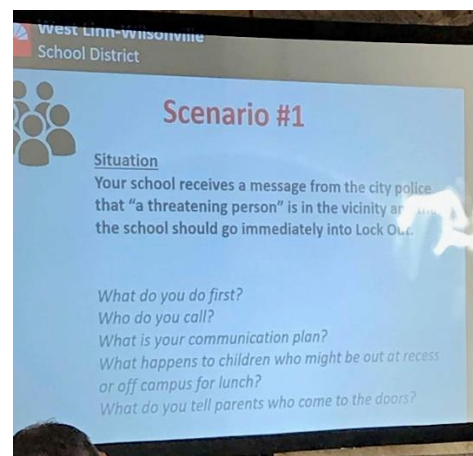 West Linn-Wilsonville
School District
Scenario #1
Situation
Your school receives a message from the city police
that “a threatening person” is in the vicinity
the school should go immediately into Lock Out.
What do you do first?
Who do you call?
What is your communication plan?
What happens to children who might be out at recess
or off campus for lunch?
What do you tell parents who come to the doors?